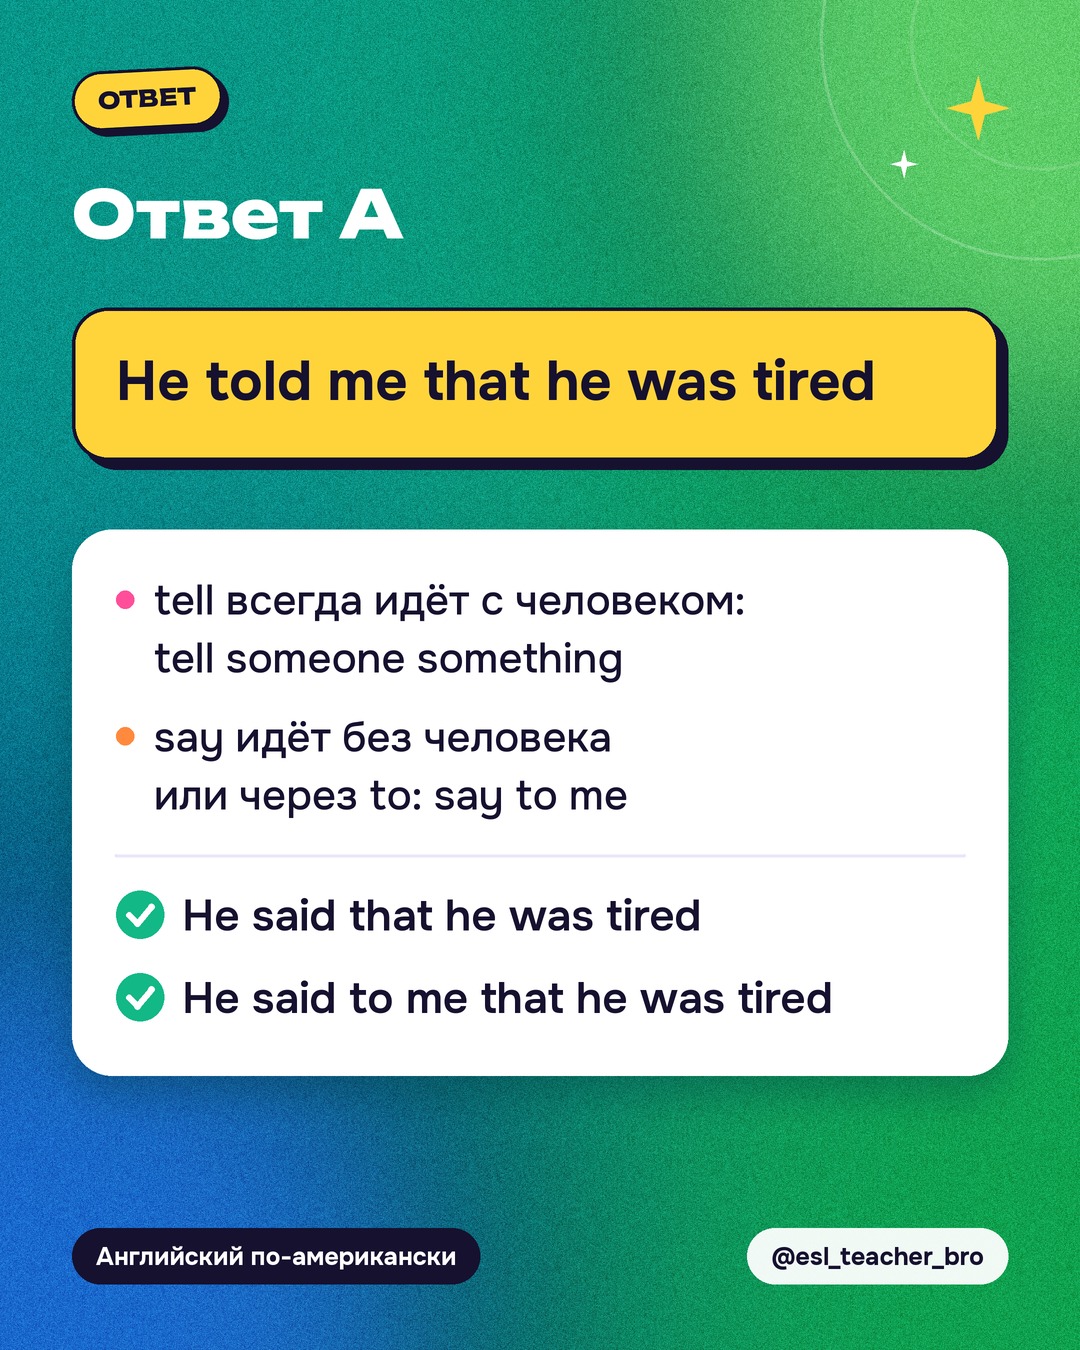 ОТВЕТ
Ответ А
He told me that he was tired
tell всегда идёт с человеком:
tell someone something
say идёт без человека
или через to: say to me
He said that he was tired
He said to me that he was tired
Английский по-американски
@esl_teacher_bro